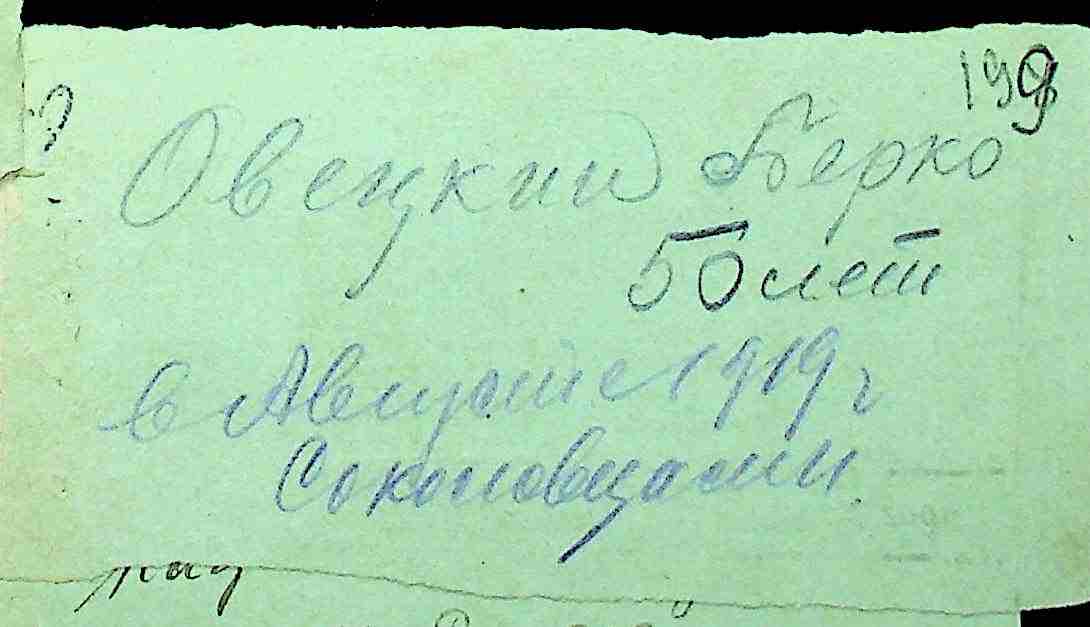 199
Овецкий Берко
50 лет
в Августе 1919 г
Соколовцами